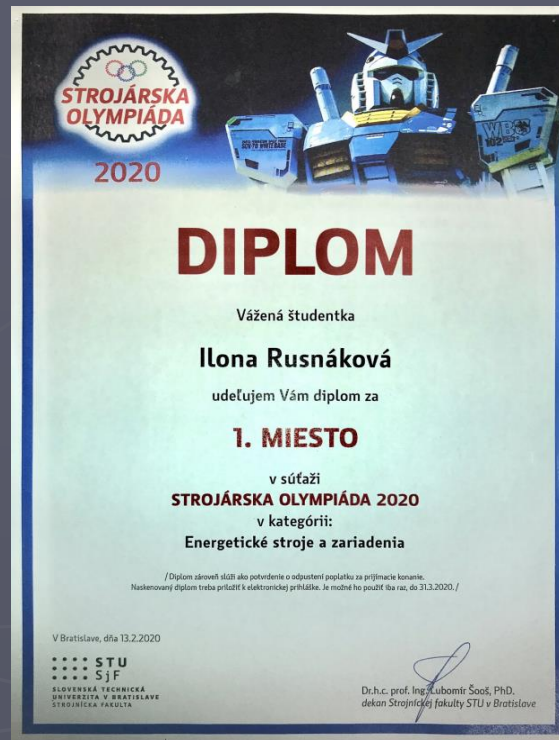 STROJÁRSKA
OLYMPIÁDA
2020
WB
102
DIPLOM
Vážená študentka
Ilona Rusnáková
udeľujem Vám diplom za
1. MIESTO
v súťaži
STROJÁRSKA OLYMPIÁDA 2020
v kategórii:
Energetické stroje a zariadenia
/ Diplom zároveň slúži ako potvrdenie o odpustení poplatku za prijímacie konanie.
Naskenovaný diplom treba priložiť k elektronickej prihláške. Je možné ho použiť iba raz, do 31.3.2020. /
V Bratislave, dňa 13.2.2020
STU
SjF
SLOVENSKÁ TECHNICKÁ
UNIVERZITA V BRATISLAVE
STROJNÍCKA FAKULTA
Dr.h.c. prof. Ing. Ľubomír Šooš, PhD.
dekan Strojníckej fakulty STU v Bratislave